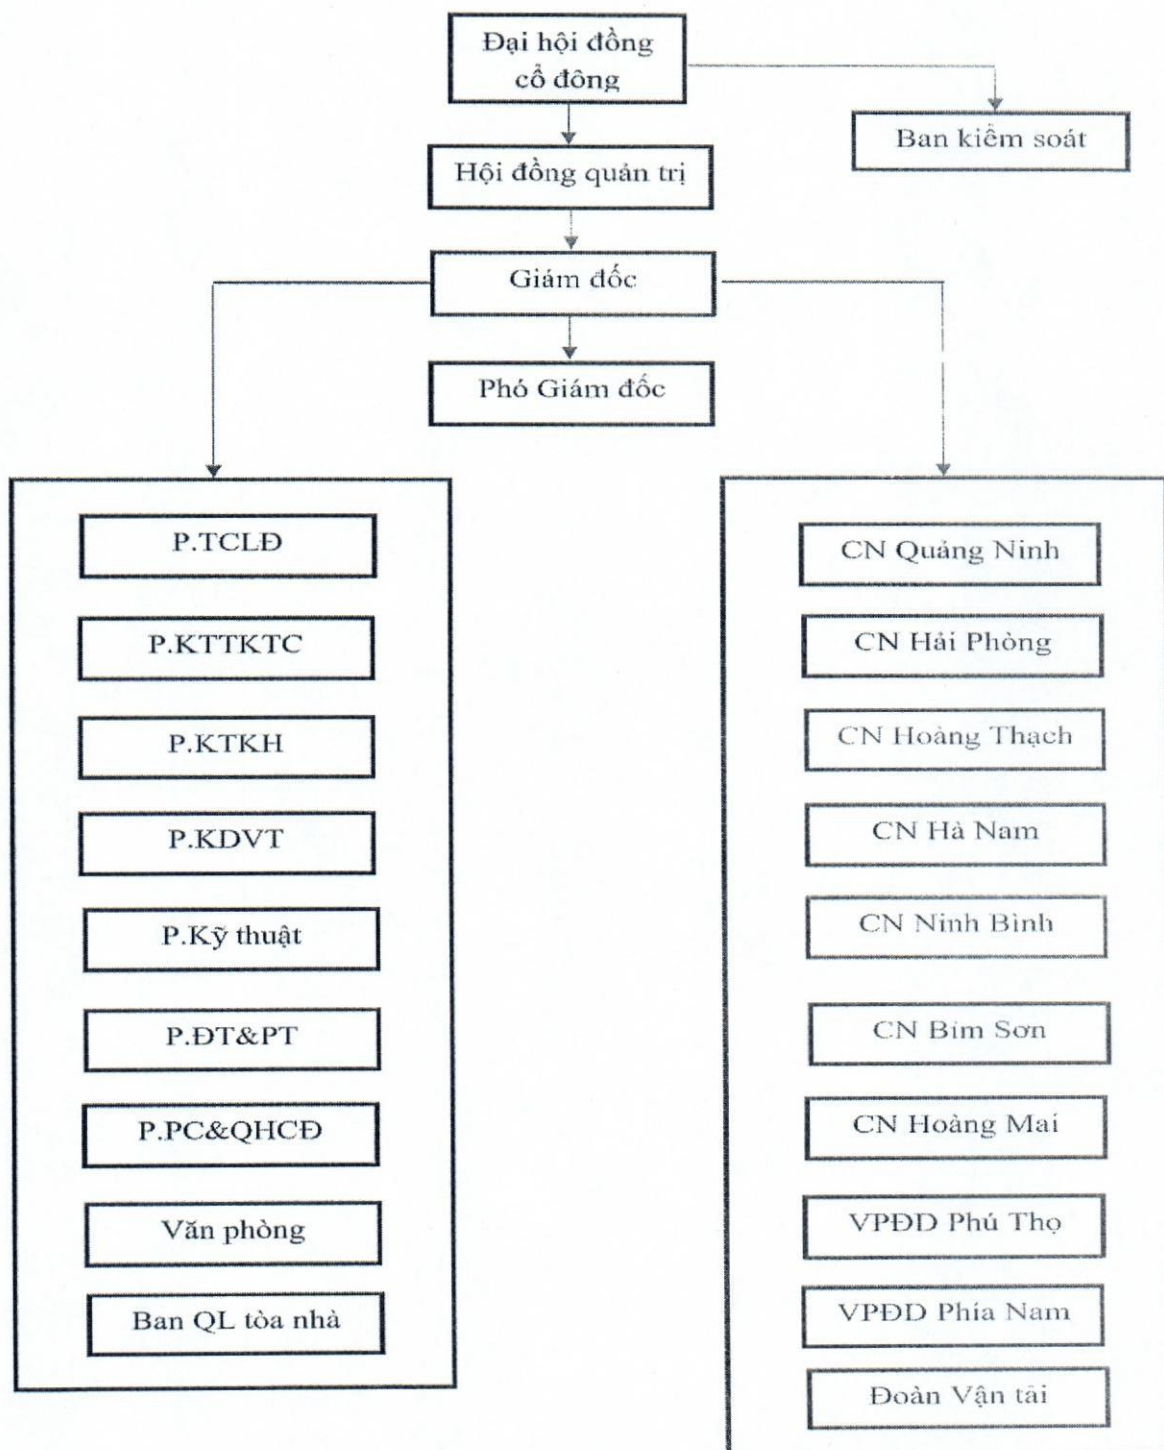 Đại hội đồng
cổ đông
Ban kiểm soát
Hội đồng quản trị
Giám đốc
Phó Giám đốc
P.TCLĐ
P.KTTKTC
P.KTKH
P.KDVT
P.Kỹ thuật
P.ĐT&PT
P.PC&QHCĐ
Văn phòng
Ban QL tòa nhà
CN Quảng Ninh
CN Hải Phòng
CN Hoàng Thạch
CN Hà Nam
CN Ninh Bình
CN Bỉm Sơn
CN Hoàng Mai
VPĐD Phú Thọ
VPĐD Phía Nam
Đoàn Vận tải